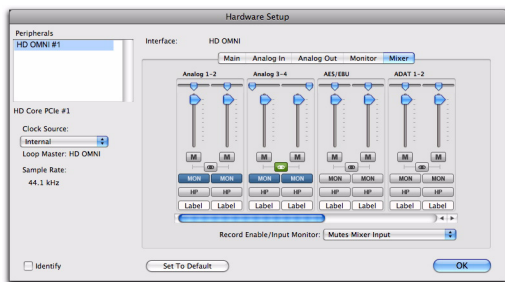 Hardware Setup
Peripherals
HD OMNI #1
Interface: HD OMNI
Main Analog In Analog Out Monitor Mixer
Analog 1-2 Analog 3-4 AES/EBU ADAT 1-2
HD Core PCIe #1
Clock Source:
Internal
Loop Master: HD OMNI
Sample Rate:
44.1 kHz
M M M M M M M M
MON MON MON MON MON MON MON MON
HP HP HP HP HP HP HP HP
Label Label Label Label Label Label Label Label
Record Enable/Input Monitor: Mutes Mixer Input
Identify Set To Default OK